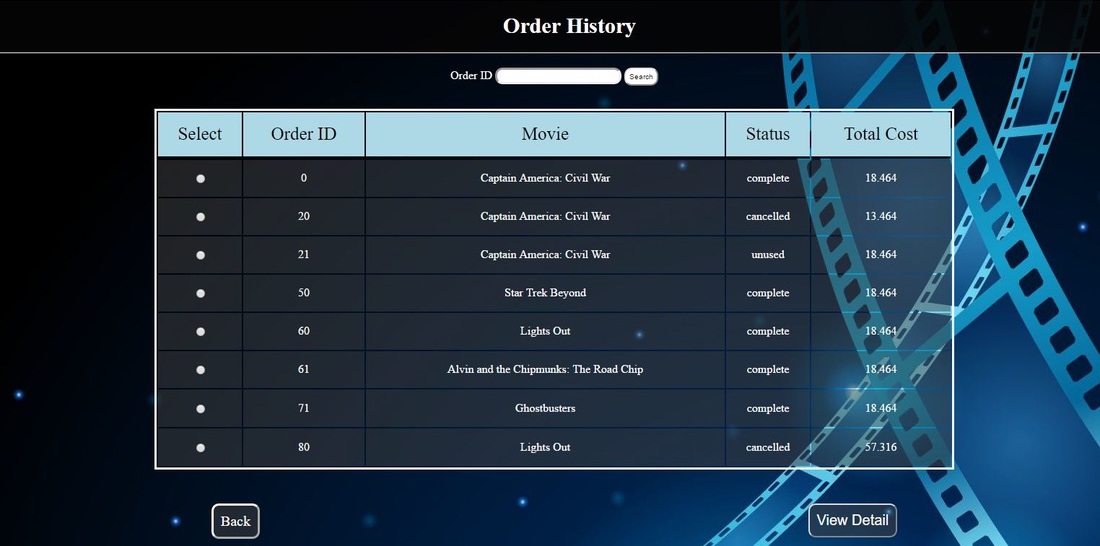 Order History
Order ID Search
Select Order ID Movie Status Total Cost
0 Captain America: Civil War complete 18.464
20 Captain America: Civil War cancelled 13.464
21 Captain America: Civil War unused 18.464
50 Star Trek Beyond complete 18.464
60 Lights Out complete 18.464
61 Alvin and the Chipmunks: The Road Chip complete 18.464
71 Ghostbusters complete 18.464
80 Lights Out cancelled 57.316
Back View Detail